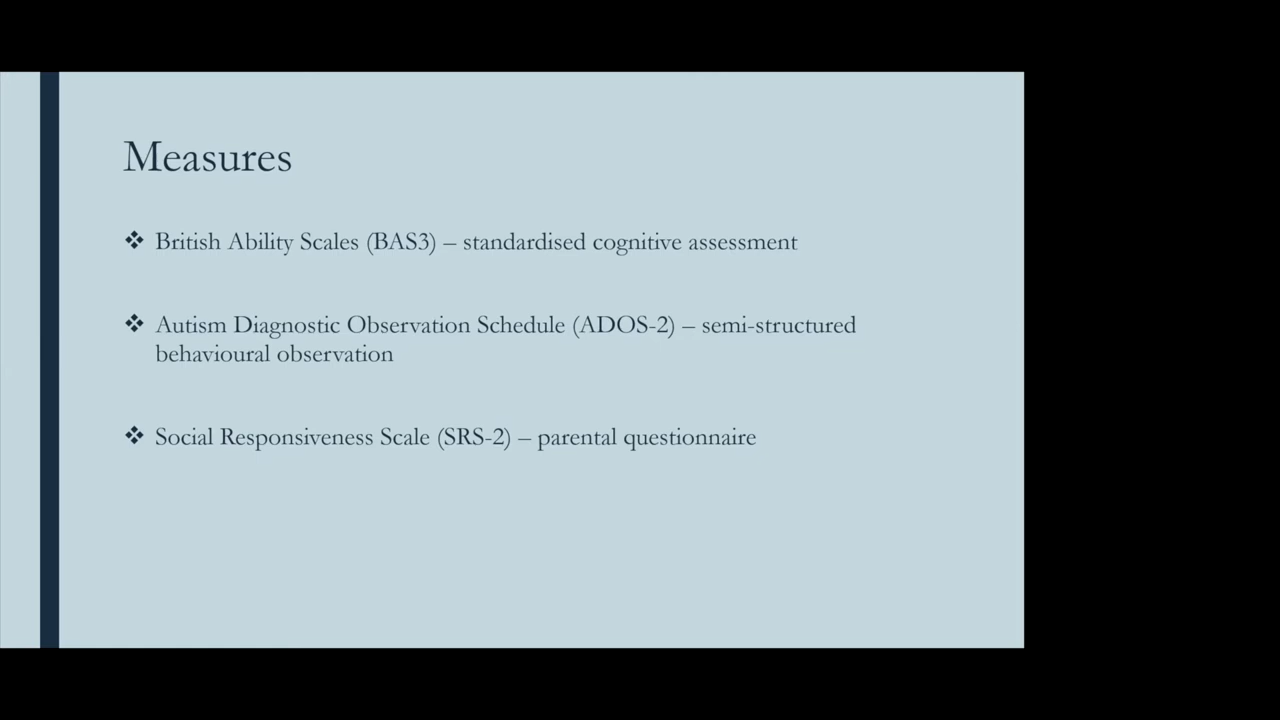 Measures
❖ British Ability Scales (BAS3) – standardised cognitive assessment
❖ Autism Diagnostic Observation Schedule (ADOS-2) – semi-structured
behavioural observation
❖ Social Responsiveness Scale (SRS-2) – parental questionnaire